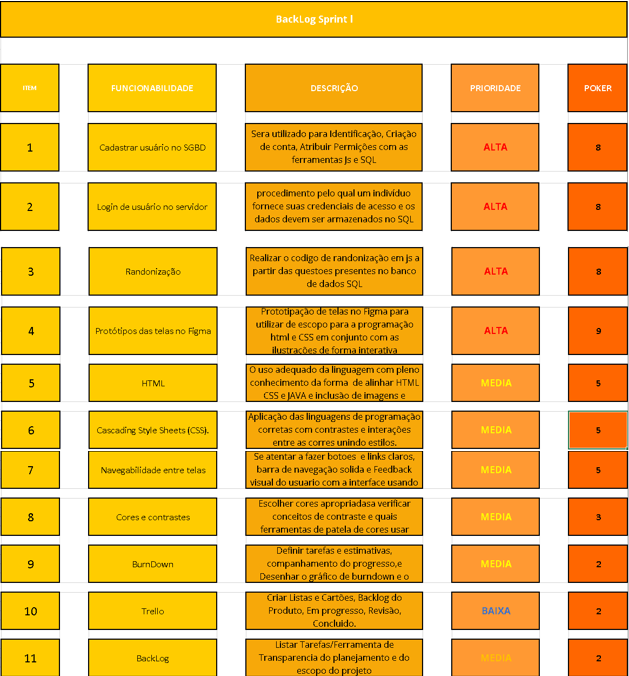 BackLog Sprint I
ITEM FUNCIONABILIDADE DESCRIÇÃO PRIORIDADE POKER
1 Cadastrar usuário no SGBD
Sera utilizado para Identificação, Criação
de conta, Atribuir Permições com as
ferramentas Js e SQL
ALTA 8
2 Login de usuário no servidor
procedimento pelo qual um indivíduo
fornece suas credenciais de acesso e os
dados devem ser armazenados no SQL
ALTA 8
3 Randonização
Realizar o codigo de randonização em js a
partir das questoes presentes no banco
de dados SQL
ALTA 8
4 Protótipos das telas no Figma
Prototipação de telas no Figma para
utilizar de escopo para a programação
html e CSS em conjunto com as
ilustrações de forma interativa
ALTA 9
5 HTML
O uso adequado da linguagem com pleno
conhecimento da forma de alinhar HTML
CSS e JAVA e inclusão de imagens e
MEDIA 5
6 Cascading Style Sheets (CSS).
Aplicação das linguagens de programação
corretas com contrastes e interações
entre as corres unindo estilos.
MEDIA 5
7 Navegabilidade entre telas
Se atentar a fazer botoes e links claros,
barra de navegação solida e Feedback
visual do usuario com a interface usando
MEDIA 5
8 Cores e contrastes
Escolher cores apropriadasa verificar
conceitos de contraste e quais
ferramentas de patela de cores usar
MEDIA 3
9 BurnDown
Definir tarefas e estimativas,
companhamento do progresso,e
Desenhar o gráfico de burndown e o
MEDIA 2
10 Trello
Criar Listas e Cartões, Backlog do
Produto, Em progresso, Revisão,
Concluido.
BAIXA 2
11 BackLog
Listar Tarefas/Ferramenta de
Transparencia do planejamento e do
escopo do projeto
MEDIA 2